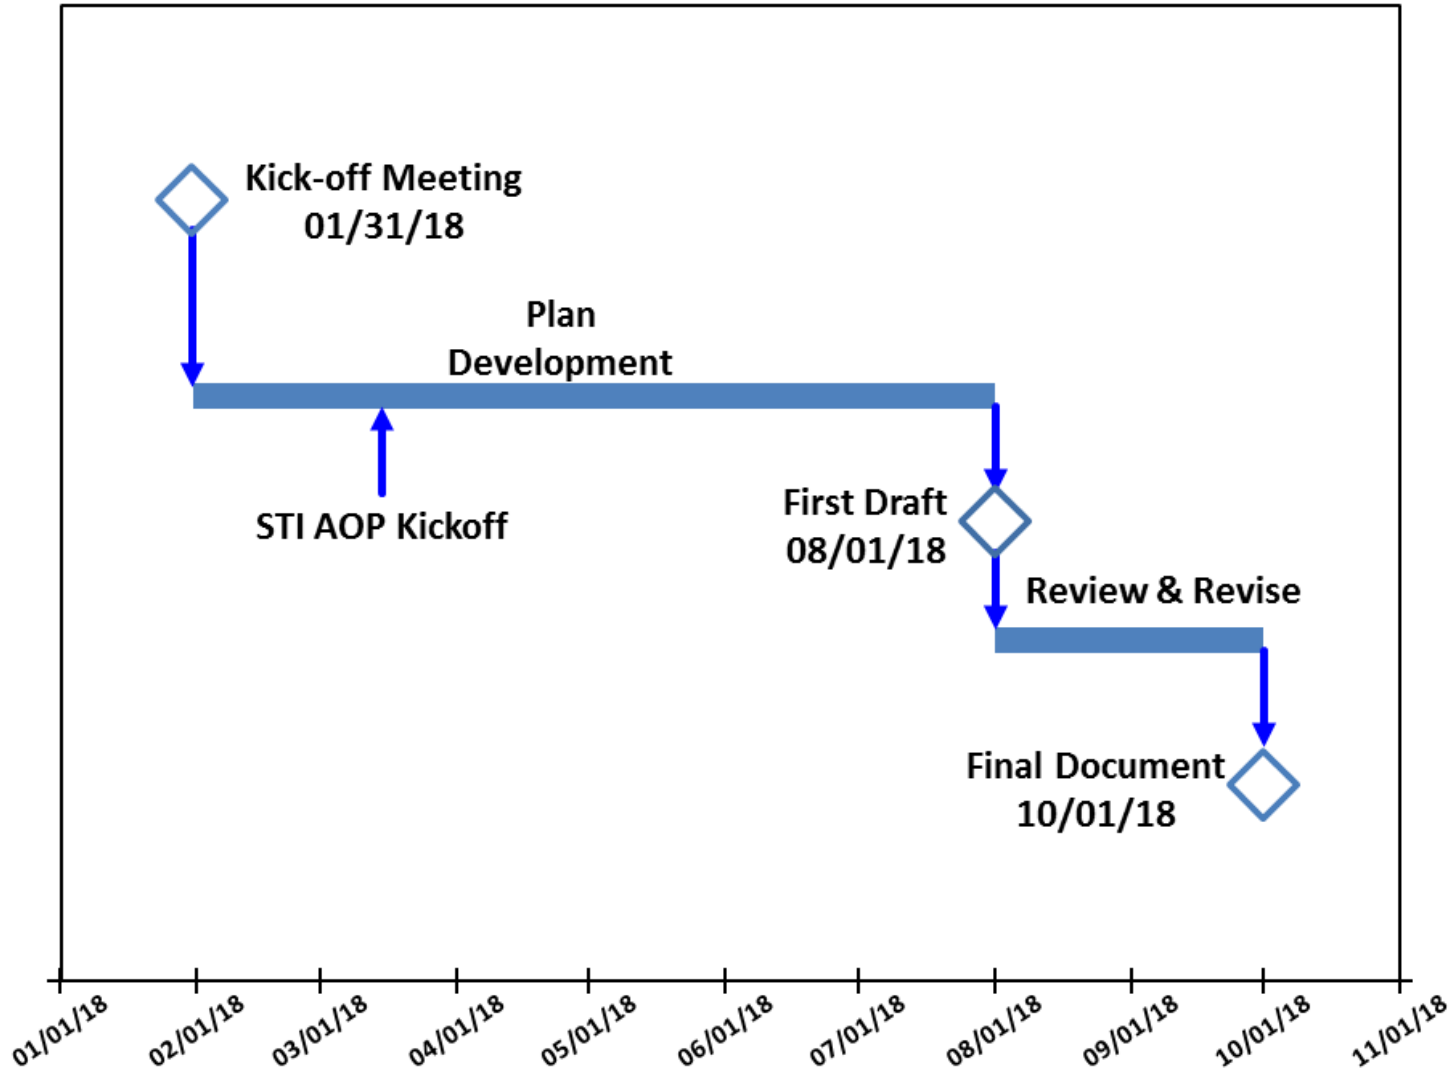 Kick-off Meeting
01/31/18
Plan
Development
STI AOP Kickoff
First Draft
08/01/18
Review & Revise
Final Document
10/01/18
01/01/18
02/01/18
03/01/18
04/01/18
05/01/18
06/01/18
07/01/18
08/01/18
09/01/18
10/01/18
11/01/18